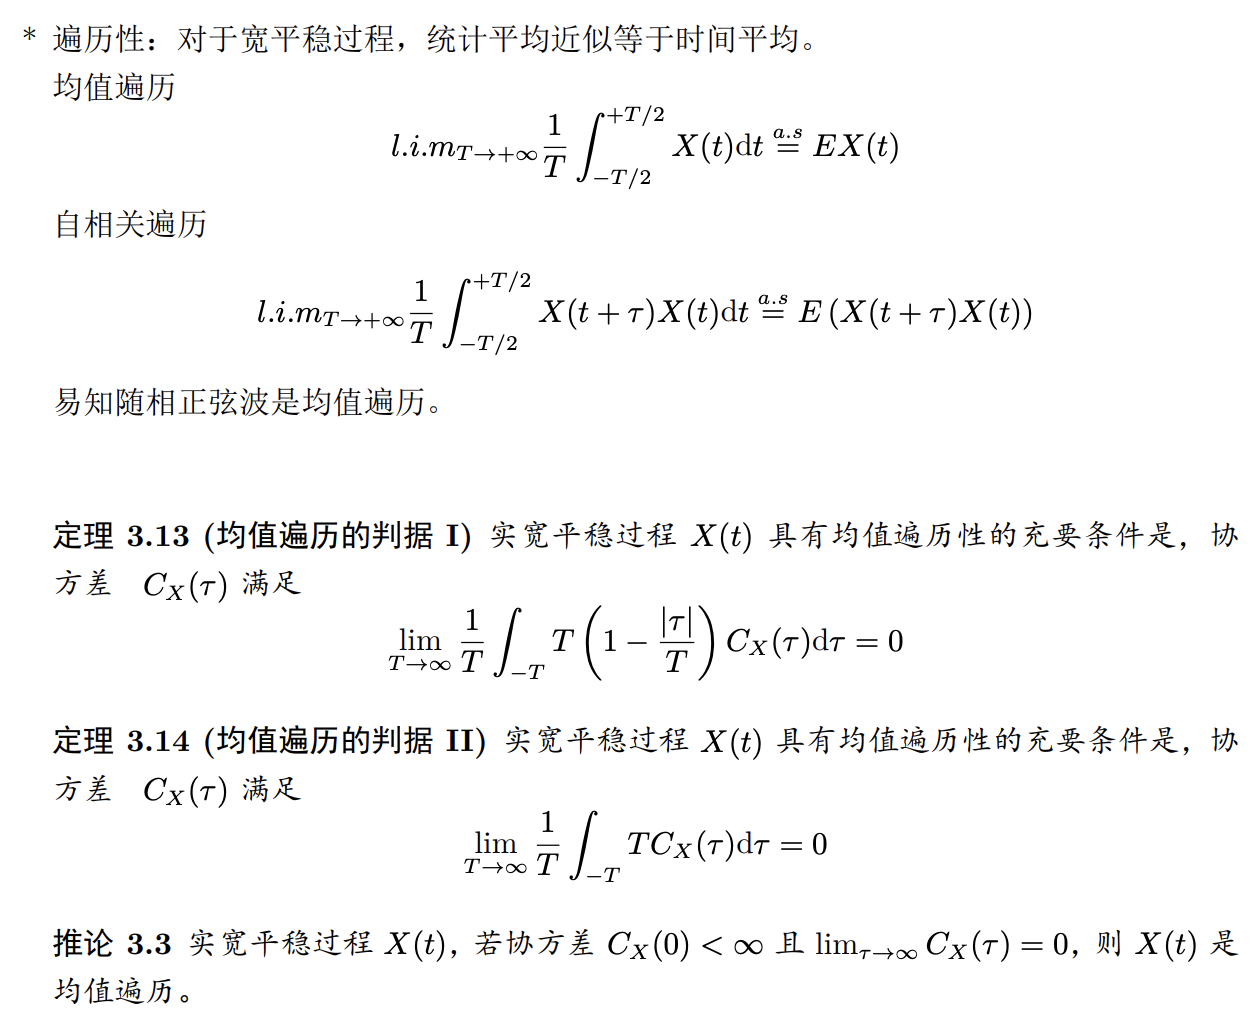 * 遍历性：对于宽平稳过程，统计平均近似等于时间平均。
均值遍历
$l.i.m_{T\to+\infty}\frac{1}{T}\int_{-T/2}^{+T/2} X(t)\mathrm{d}t \overset{a.s}{=} EX(t)$
自相关遍历
$l.i.m_{T\to+\infty}\frac{1}{T}\int_{-T/2}^{+T/2} X(t+\tau)X(t)\mathrm{d}t \overset{a.s}{=} E\left(X(t+\tau)X(t)\right)$
易知随相正弦波是均值遍历。
定理 3.13 (均值遍历的判据 I) 实宽平稳过程 $X(t)$ 具有均值遍历性的充要条件是，协
方差 $C_X(\tau)$ 满足
$\lim_{T\to\infty}\frac{1}{T}\int_{-T} T\left(1-\frac{|\tau|}{T}\right)C_X(\tau)\mathrm{d}\tau = 0$
定理 3.14 (均值遍历的判据 II) 实宽平稳过程 $X(t)$ 具有均值遍历性的充要条件是，协
方差 $C_X(\tau)$ 满足
$\lim_{T\to\infty}\frac{1}{T}\int_{-T} TC_X(\tau)\mathrm{d}\tau = 0$
推论 3.3 实宽平稳过程 $X(t)$，若协方差 $C_X(0)<\infty$ 且 $\lim_{\tau\to\infty} C_X(\tau)=0$，则 $X(t)$ 是
均值遍历。